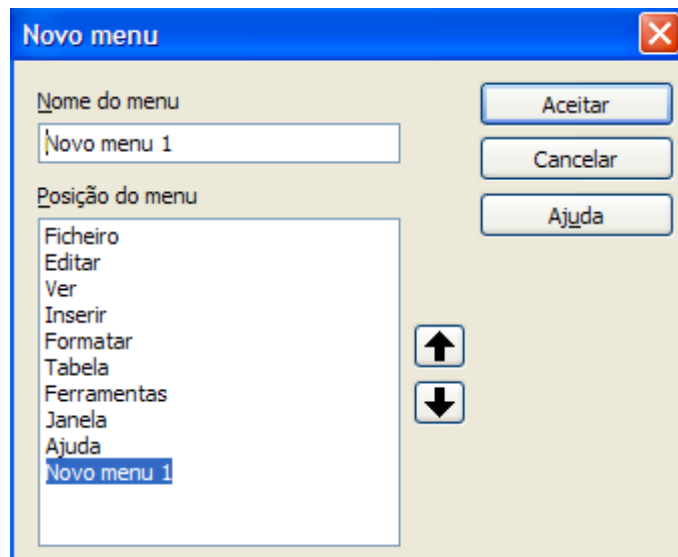 Novo menu
Nome do menu
Novo menu 1
Posição do menu
Ficheiro
Editar
Ver
Inserir
Formatar
Tabela
Ferramentas
Janela
Ajuda
Novo menu 1
Aceitar
Cancelar
Ajuda